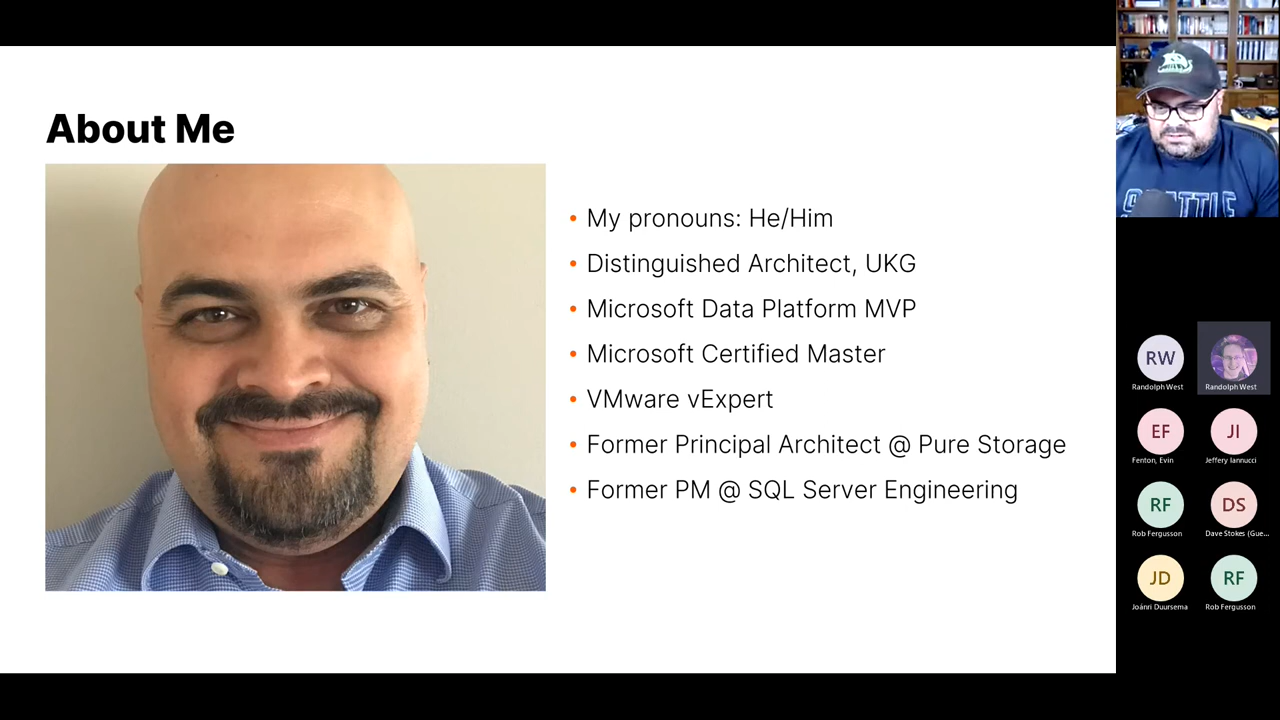 About Me
• My pronouns: He/Him
• Distinguished Architect, UKG
• Microsoft Data Platform MVP
• Microsoft Certified Master
• VMware vExpert
• Former Principal Architect @ Pure Storage
• Former PM @ SQL Server Engineering
SEATTLE
RW
Randolph West
Randolph West
EF
Fenton, Evin
JI
Jeffery Iannucci
RF
Rob Fergusson
DS
Dave Stokes (Gue...
JD
Joánri Duursema
RF
Rob Fergusson